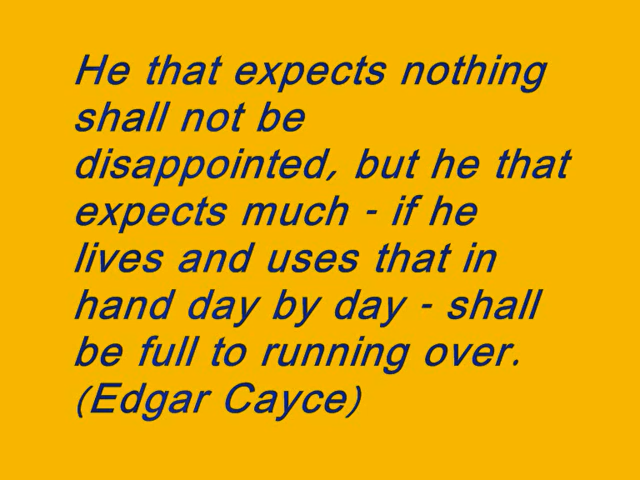 He that expects nothing
shall not be
disappointed, but he that
expects much - if he
lives and uses that in
hand day by day - shall
be full to running over.
(Edgar Cayce)